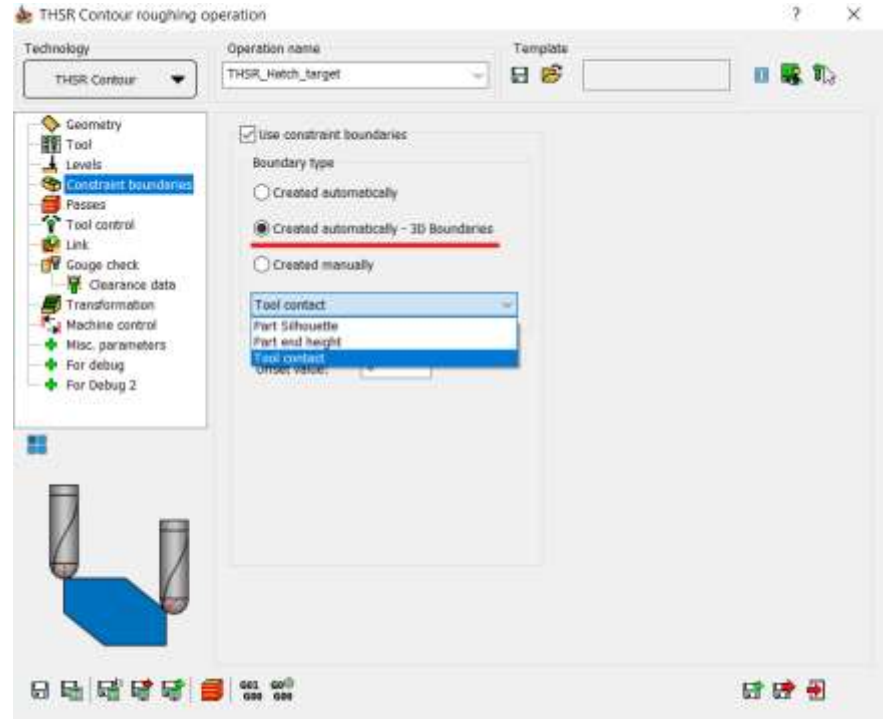 THSR Contour roughing operation
?
Technology
Operation name
Template
THSR Contour
THSR_Hatch_target
Geometry
Tool
Levels
Constraint boundaries
Passes
Tool control
Link
Gouge check
Clearance data
Transformation
Machine control
Misc. parameters
For debug
For Debug 2
Use constraint boundaries
Boundary type
Created automatically
Created automatically - 3D Boundaries
Created manually
Tool contact
Part Silhouette
Part end height
Tool contact
Offset value:
G01 G00
G00 G00